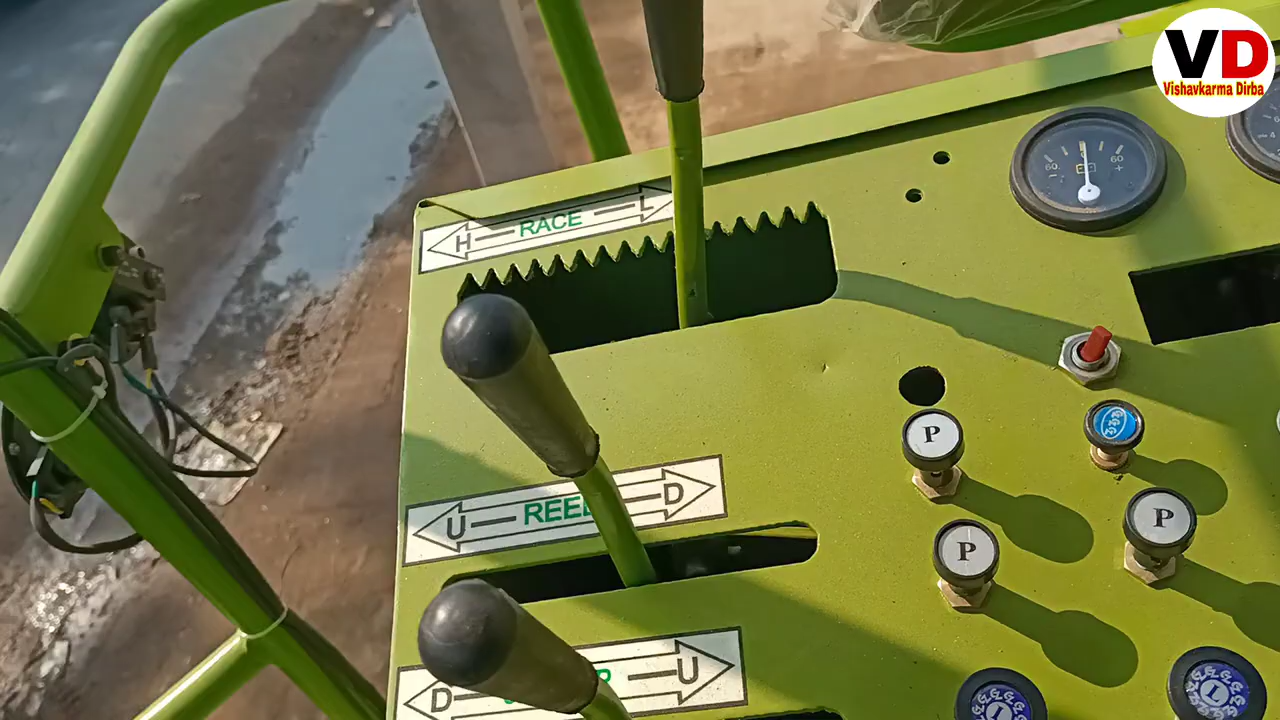 VD
Vishavkarma Dirba
H RACE L
60 60
- +
U REE D
P
P
P
D U